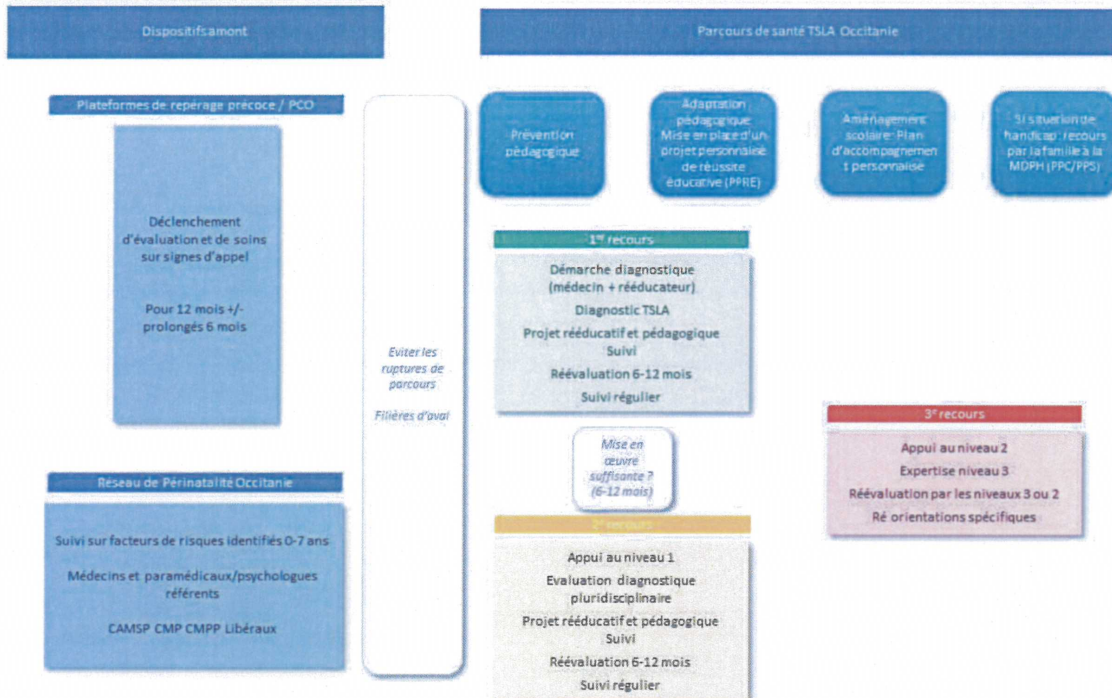 Dispositifs amont
Parcours de santé TSLA Occitanie
Plateformes de repérage précoce / PCO
Déclenchement
d'évaluation et de soins
sur signes d'appel
Pour 12 mois +/-
prolongés 6 mois
Réseau de Périnatalité Occitanie
Suivi sur facteurs de risques identifiés 0-7 ans
Médecins et paramédicaux/psychologues
référents
CAMSP CMP CMPP Libéraux
Eviter les
ruptures de
parcours
Filières d'aval
Prévention
pédagogique
Adaptation
pédagogique
Mise en place d'un
projet personnalisé
de réussite
éducative (PPRE)
Aménagement
scolaire: Plan
d'accompagnemen
t personnalisé
Si situation de
handicap: recours
par la famille à la
MDPH (PPC/PPS)
1er recours
Démarche diagnostique
(médecin + rééducateur)
Diagnostic TSLA
Projet rééducatif et pédagogique
Suivi
Réévaluation 6-12 mois
Suivi régulier
Mise en
œuvre
suffisante ?
(6-12 mois)
2e recours
Appui au niveau 1
Evaluation diagnostique
pluridisciplinaire
Projet rééducatif et pédagogique
Suivi
Réévaluation 6-12 mois
Suivi régulier
3e recours
Appui au niveau 2
Expertise niveau 3
Réévaluation par les niveaux 3 ou 2
Ré orientations spécifiques